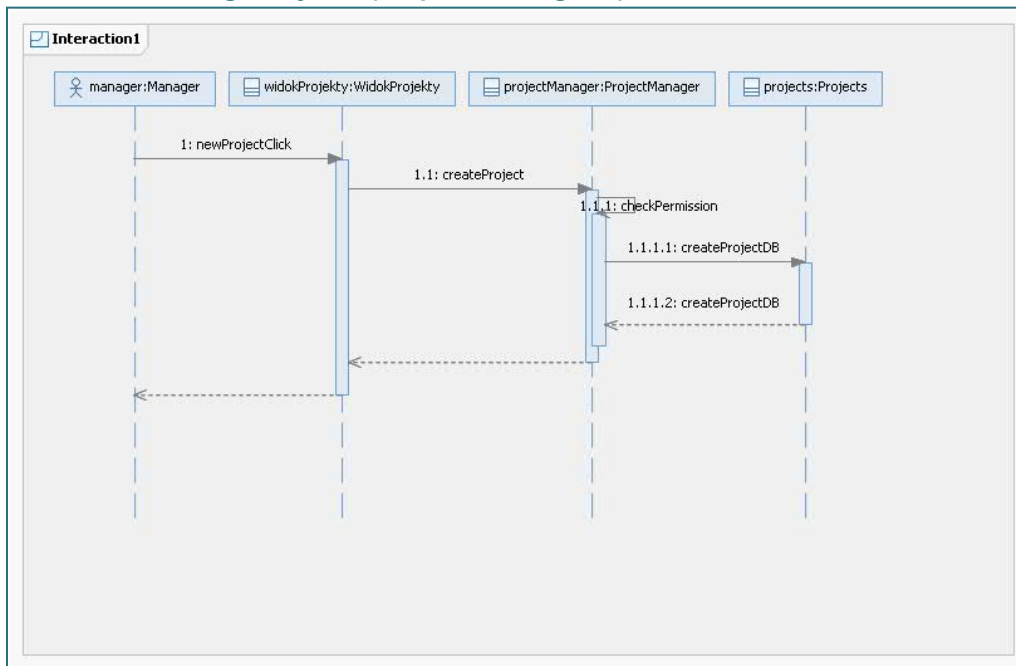 Interaction1
manager:Manager
widokProjekty:WidokProjekty
projectManager:ProjectManager
projects:Projects
1: newProjectClick
1.1: createProject
1.1.1: checkPermission
1.1.1.1: createProjectDB
1.1.1.2: createProjectDB